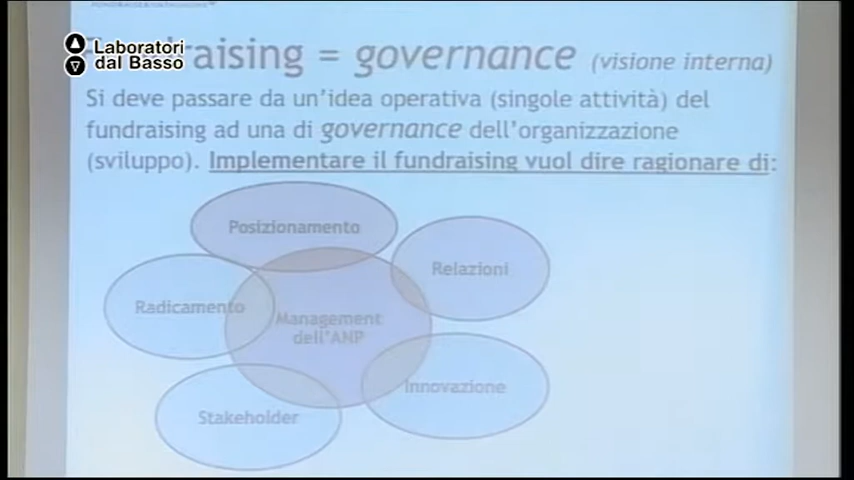 Laboratori
dal Basso
raising = governance (visione interna)
Si deve passare da un'idea operativa (singole attività) del
fundraising ad una di governance dell'organizzazione
(sviluppo). Implementare il fundraising vuol dire ragionare di:
Posizionamento
Relazioni
Radicamento
Management
dell'ANP
Innovazione
Stakeholder